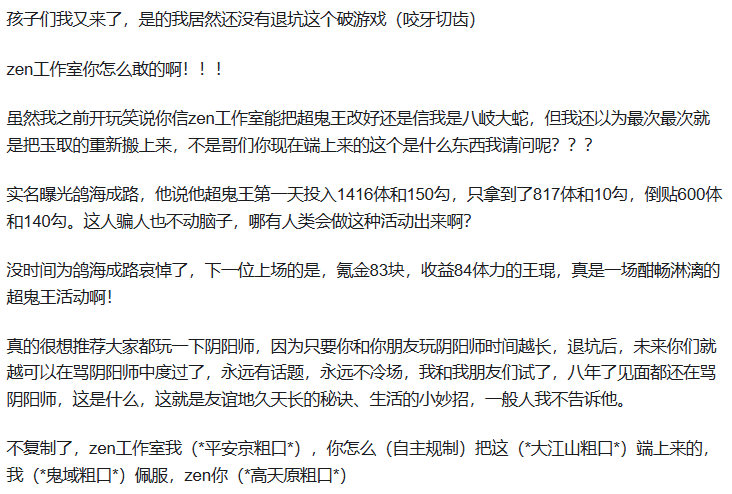 孩子们我又来了，是的我居然还没有退坑这个破游戏（咬牙切齿）
zen工作室你怎么敢的啊！！！
虽然我之前开玩笑说你信zen工作室能把超鬼王改好还是信我是八岐大蛇，但我还以为最次最次就
是把玉取的重新搬上来，不是哥们你现在端上来的这个是什么东西我请问呢？？？
实名曝光鸽海成路，他说他超鬼王第一天投入1416体和150勾，只拿到了817体和10勾，倒贴600体
和140勾。这人骗人也不动脑子，哪有人类会做这种活动出来啊？
没时间为鸽海成路哀悼了，下一位上场的是，氪金83块，收益84体力的王琨，真是一场酣畅淋漓的
超鬼王活动啊！
真的很想推荐大家都玩一下阴阳师，因为只要你和你朋友玩阴阳师时间越长，退坑后，未来你们就
越可以在骂阴阳师中度过了，永远有话题，永远不冷场，我和我朋友们试了，八年了见面都还在骂
阴阳师，这是什么，这就是友谊地久天长的秘诀、生活的小妙招，一般人我不告诉他。
不复制了，zen工作室我（*平安京粗口*），你怎么（自主规制）把这（*大江山粗口*）端上来的，
我（*鬼域粗口*）佩服，zen你（*高天原粗口*）